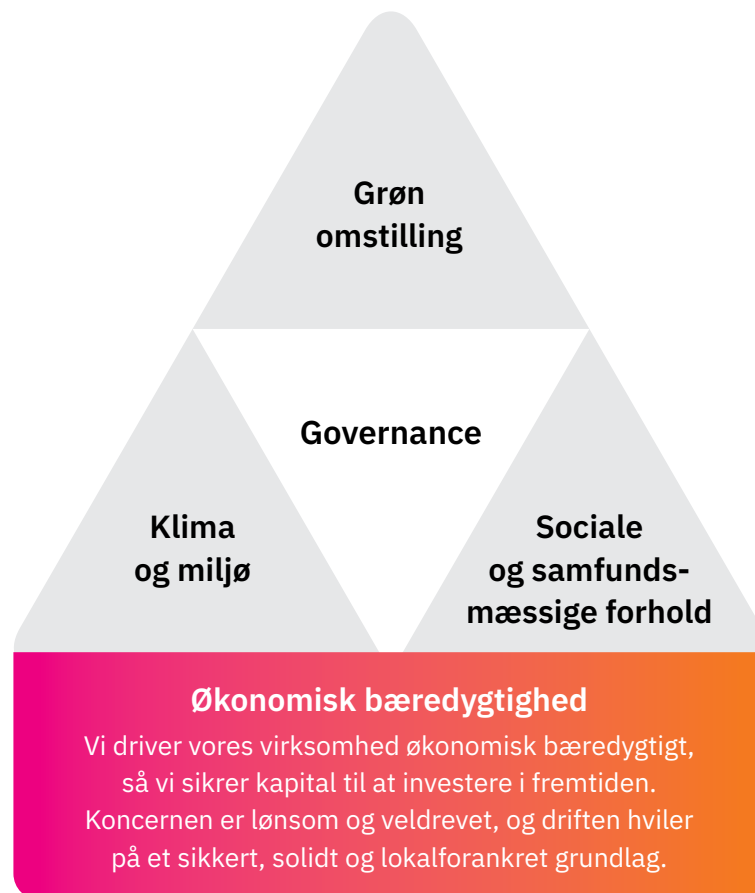 Grøn
omstilling
Governance
Klima
og miljø
Sociale
og samfunds-
mæssige forhold
Økonomisk bæredygtighed
Vi driver vores virksomhed økonomisk bæredygtigt,
så vi sikrer kapital til at investere i fremtiden.
Koncernen er lønsom og veldrevet, og driften hviler
på et sikkert, solidt og lokalforankret grundlag.